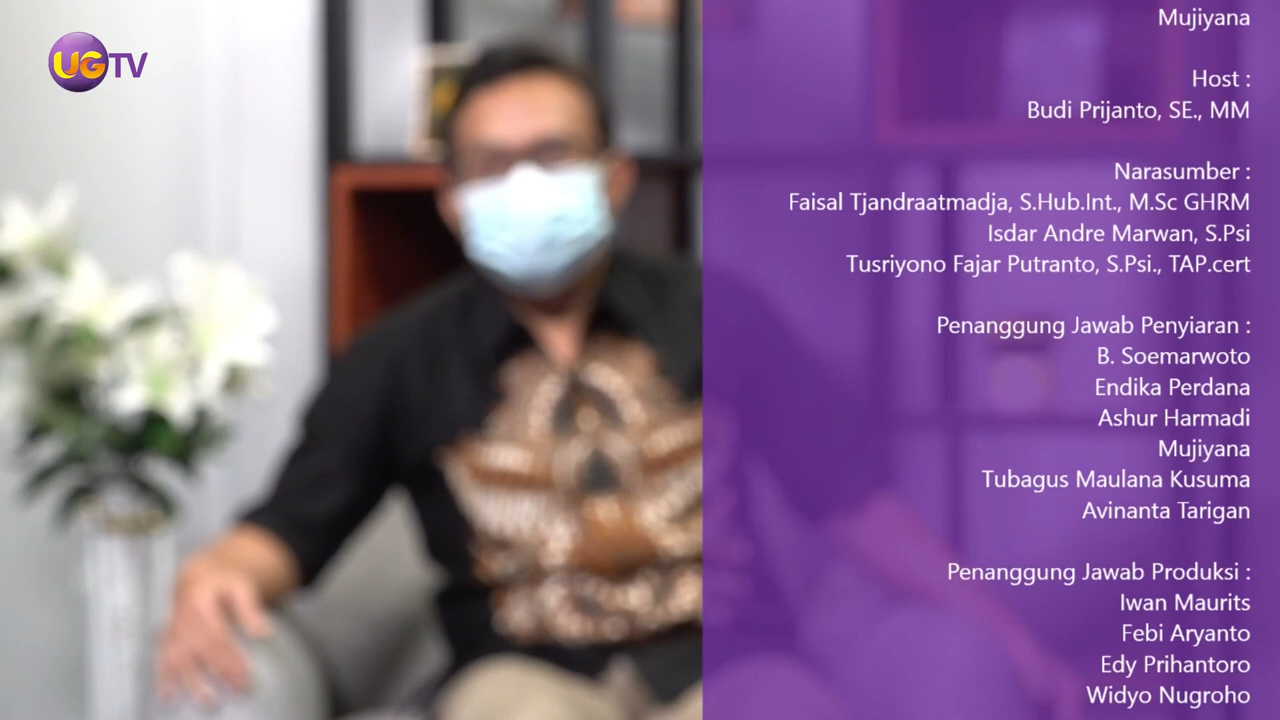 UGTV
Mujiyana
Host :
Budi Prijanto, SE., MM
Narasumber :
Faisal Tjandraatmadja, S.Hub.Int., M.Sc GHRM
Isdar Andre Marwan, S.Psi
Tusriyono Fajar Putranto, S.Psi., TAP.cert
Penanggung Jawab Penyiaran :
B. Soemarwoto
Endika Perdana
Ashur Harmadi
Mujiyana
Tubagus Maulana Kusuma
Avinanta Tarigan
Penanggung Jawab Produksi :
Iwan Maurits
Febi Aryanto
Edy Prihantoro
Widyo Nugroho